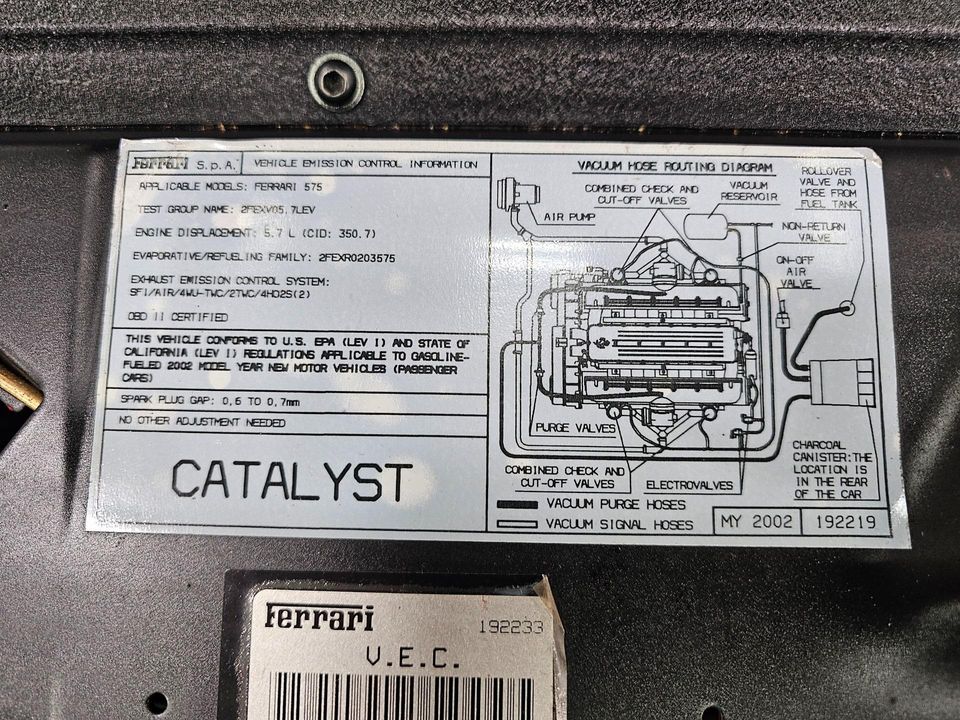 Ferrari S.p.A. VEHICLE EMISSION CONTROL INFORMATION
APPLICABLE MODELS: FERRARI 575
TEST GROUP NAME: 2FEXV05.7LEV
ENGINE DISPLACEMENT: 5.7 L (CID: 350.7)
EVAPORATIVE/REFUELING FAMILY: 2FEXR0203575
EXHAUST EMISSION CONTROL SYSTEM:
SFI/AIR/4WU-TWC/2TWC/4HO2S(2)
OBD II CERTIFIED
THIS VEHICLE CONFORMS TO U.S. EPA (LEV I) AND STATE OF
CALIFORNIA (LEV I) REGULATIONS APPLICABLE TO GASOLINE-
FUELED 2002 MODEL YEAR NEW MOTOR VEHICLES (PASSENGER
CARS)
SPARK PLUG GAP: 0,6 TO 0,7mm
NO OTHER ADJUSTMENT NEEDED
CATALYST
VACUUM HOSE ROUTING DIAGRAM
AIR PUMP
COMBINED CHECK AND
CUT-OFF VALVES
VACUUM
RESERVOIR
ROLLOVER
VALVE AND
HOSE FROM
FUEL TANK
NON-RETURN
VALVE
ON-OFF
AIR
VALVE
PURGE VALVES
COMBINED CHECK AND
CUT-OFF VALVES
ELECTROVALVES
CHARCOAL
CANISTER:THE
LOCATION IS
IN THE REAR
OF THE CAR
VACUUM PURGE HOSES
VACUUM SIGNAL HOSES
MY 2002
192219
Ferrari
192233
V.E.C.